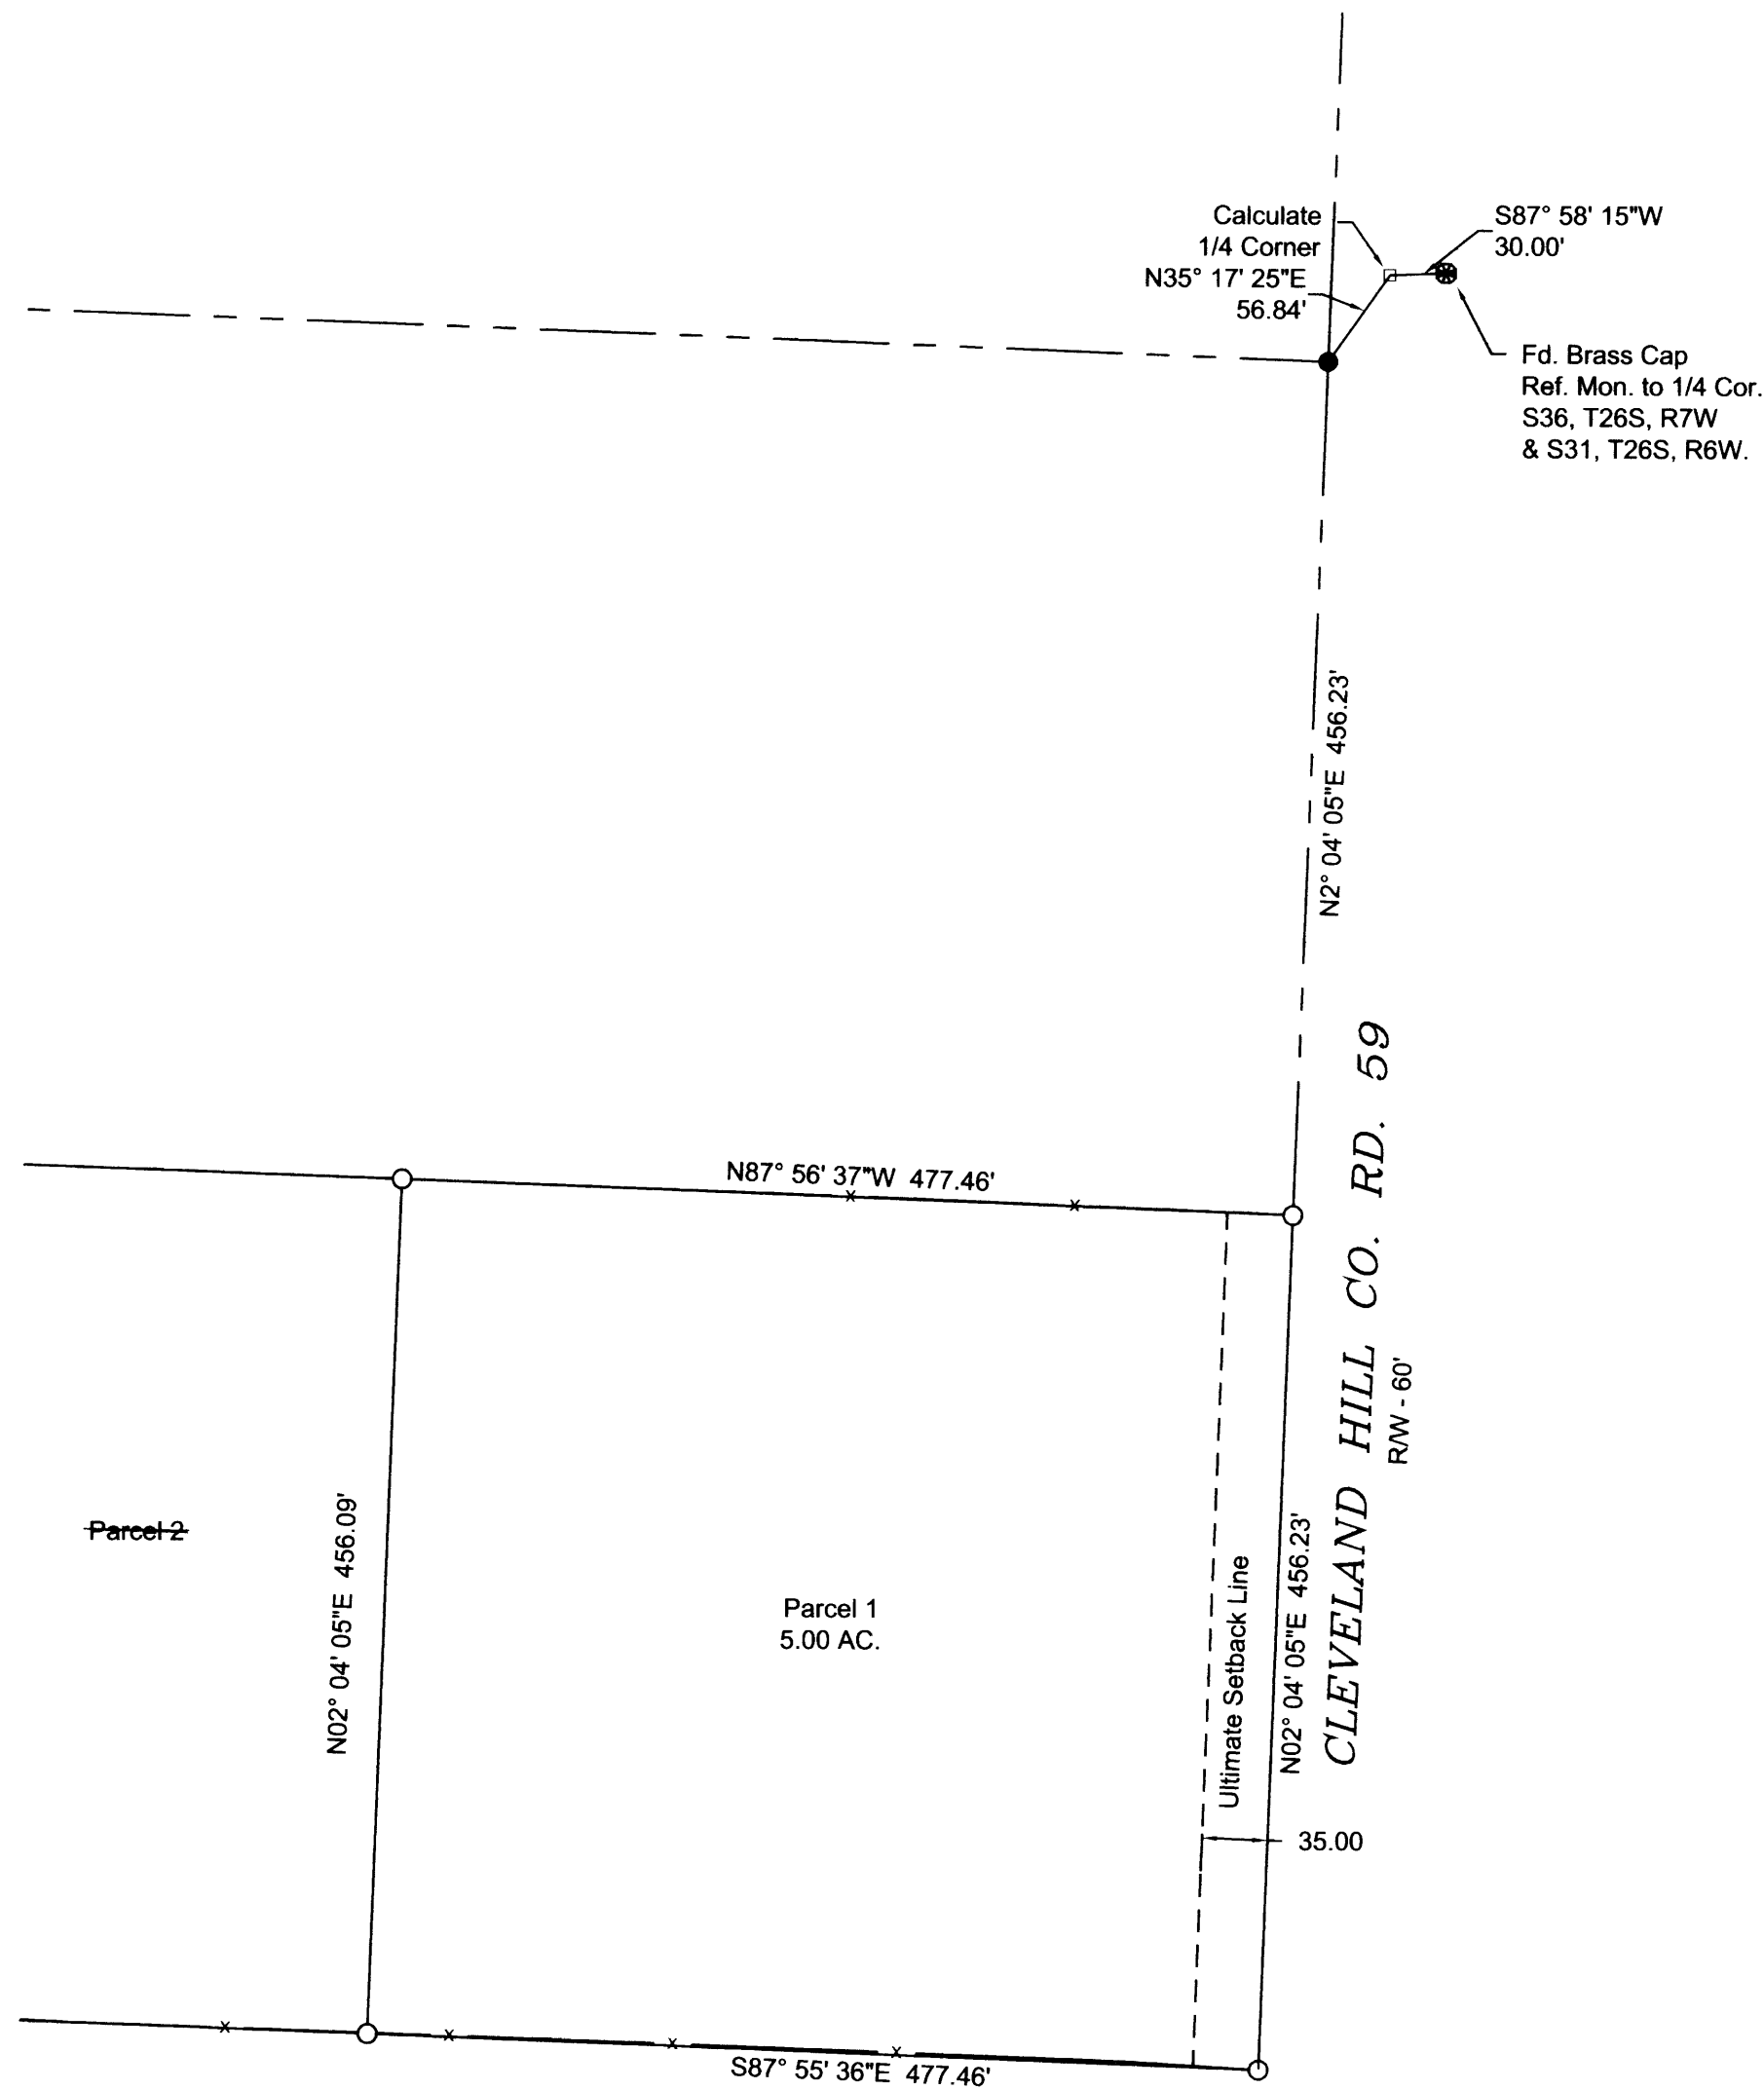 Calculate
1/4 Corner
N35° 17' 25"E
56.84'
S87° 58' 15"W
30.00'
Fd. Brass Cap
Ref. Mon. to 1/4 Cor.
S36, T26S, R7W
& S31, T26S, R6W.
N2° 04' 05"E 456.23'
N87° 56' 37"W 477.46'
CLEVELAND HILL CO. RD. 59
R/W - 60'
Parcel 2
N02° 04' 05"E 456.09'
Parcel 1
5.00 AC.
Ultimate Setback Line
N02° 04' 05"E 456.23'
35.00
S87° 55' 36"E 477.46'